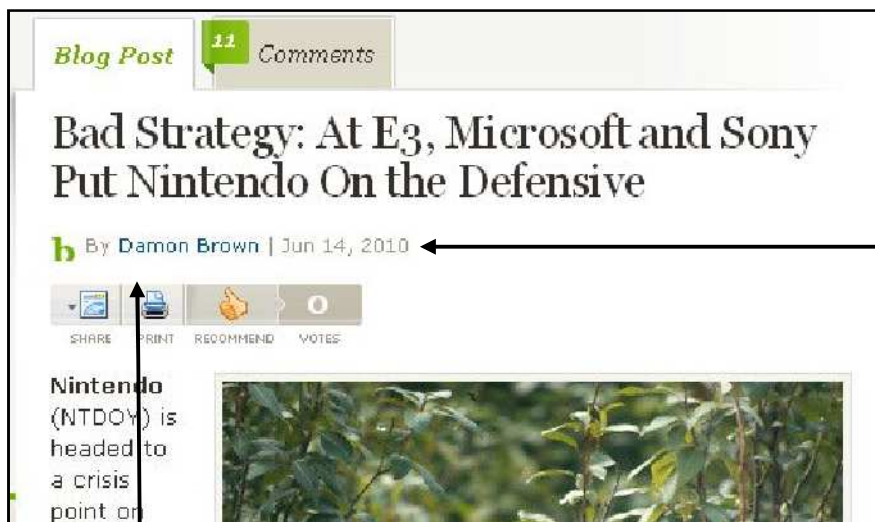 Blog Post
11
Comments
Bad Strategy: At E3, Microsoft and Sony
Put Nintendo On the Defensive
b By Damon Brown | Jun 14, 2010
0
SHARE PRINT RECOMMEND VOTES
Nintendo
(NTDOY) is
headed to
a crisis
point on